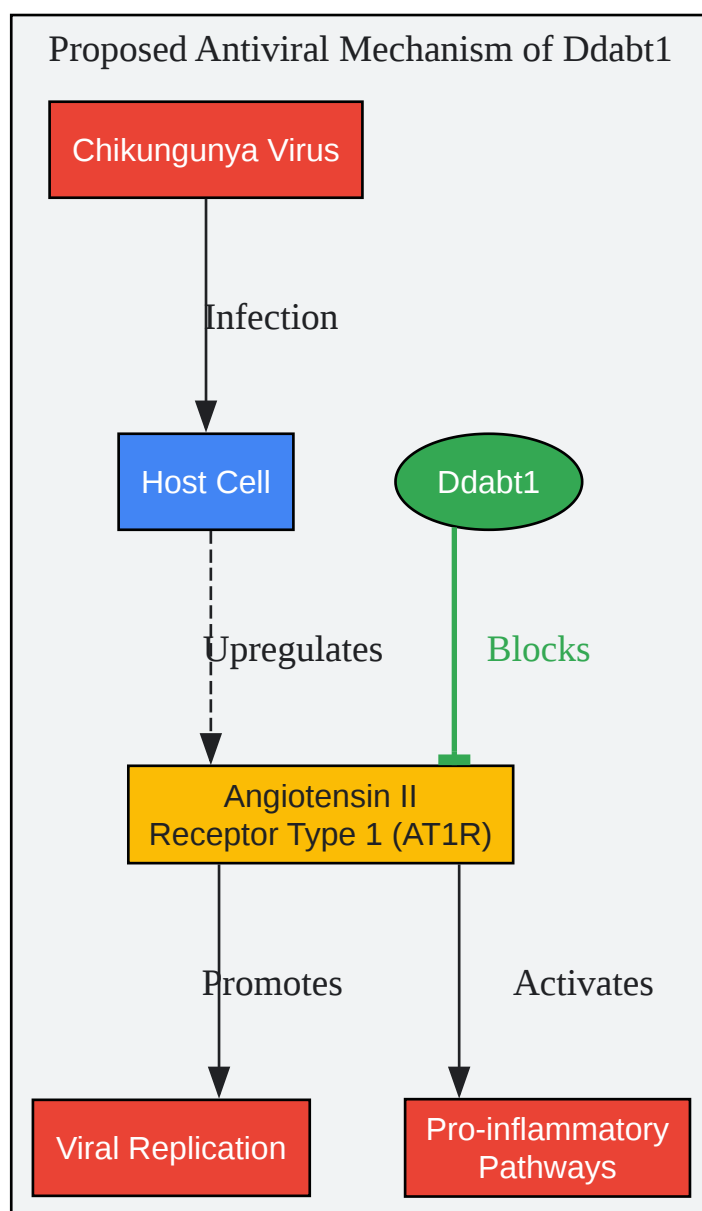 Proposed Antiviral Mechanism of Ddabt1
Chikungunya Virus
Infection
Host Cell
Ddabt1
Upregulates
Blocks
Angiotensin II
Receptor Type 1 (AT1R)
Promotes
Activates
Viral Replication
Pro-inflammatory
Pathways